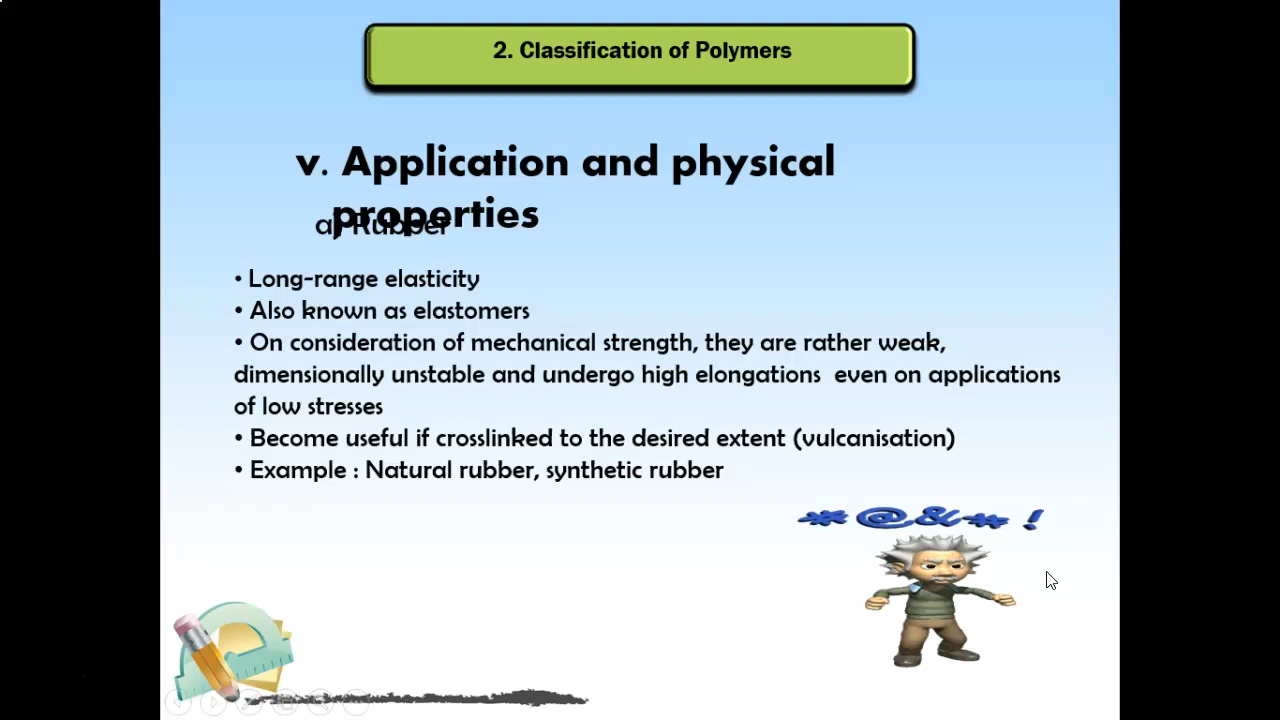 2. Classification of Polymers
v. Application and physical
properties
a) Rubber
• Long-range elasticity
• Also known as elastomers
• On consideration of mechanical strength, they are rather weak,
dimensionally unstable and undergo high elongations even on applications
of low stresses
• Become useful if crosslinked to the desired extent (vulcanisation)
• Example : Natural rubber, synthetic rubber
*@&*!